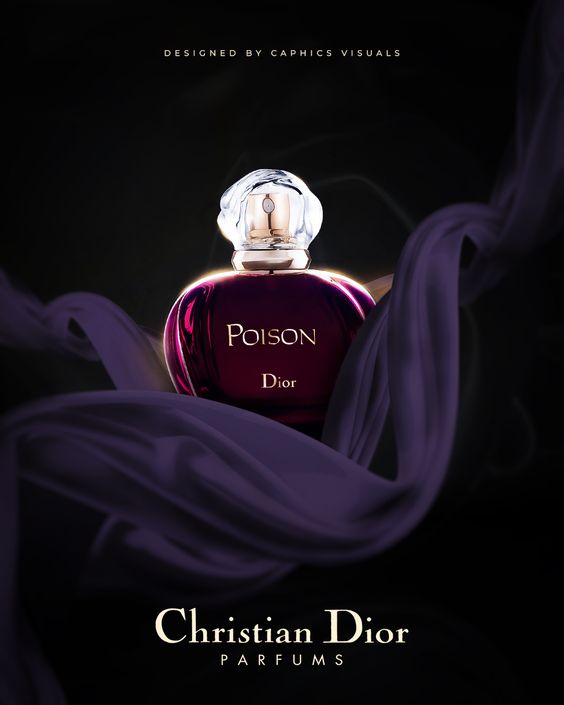 DESIGNED BY CAPHICS VISUALS
POISON
Dior
Christian Dior
PARFUMS